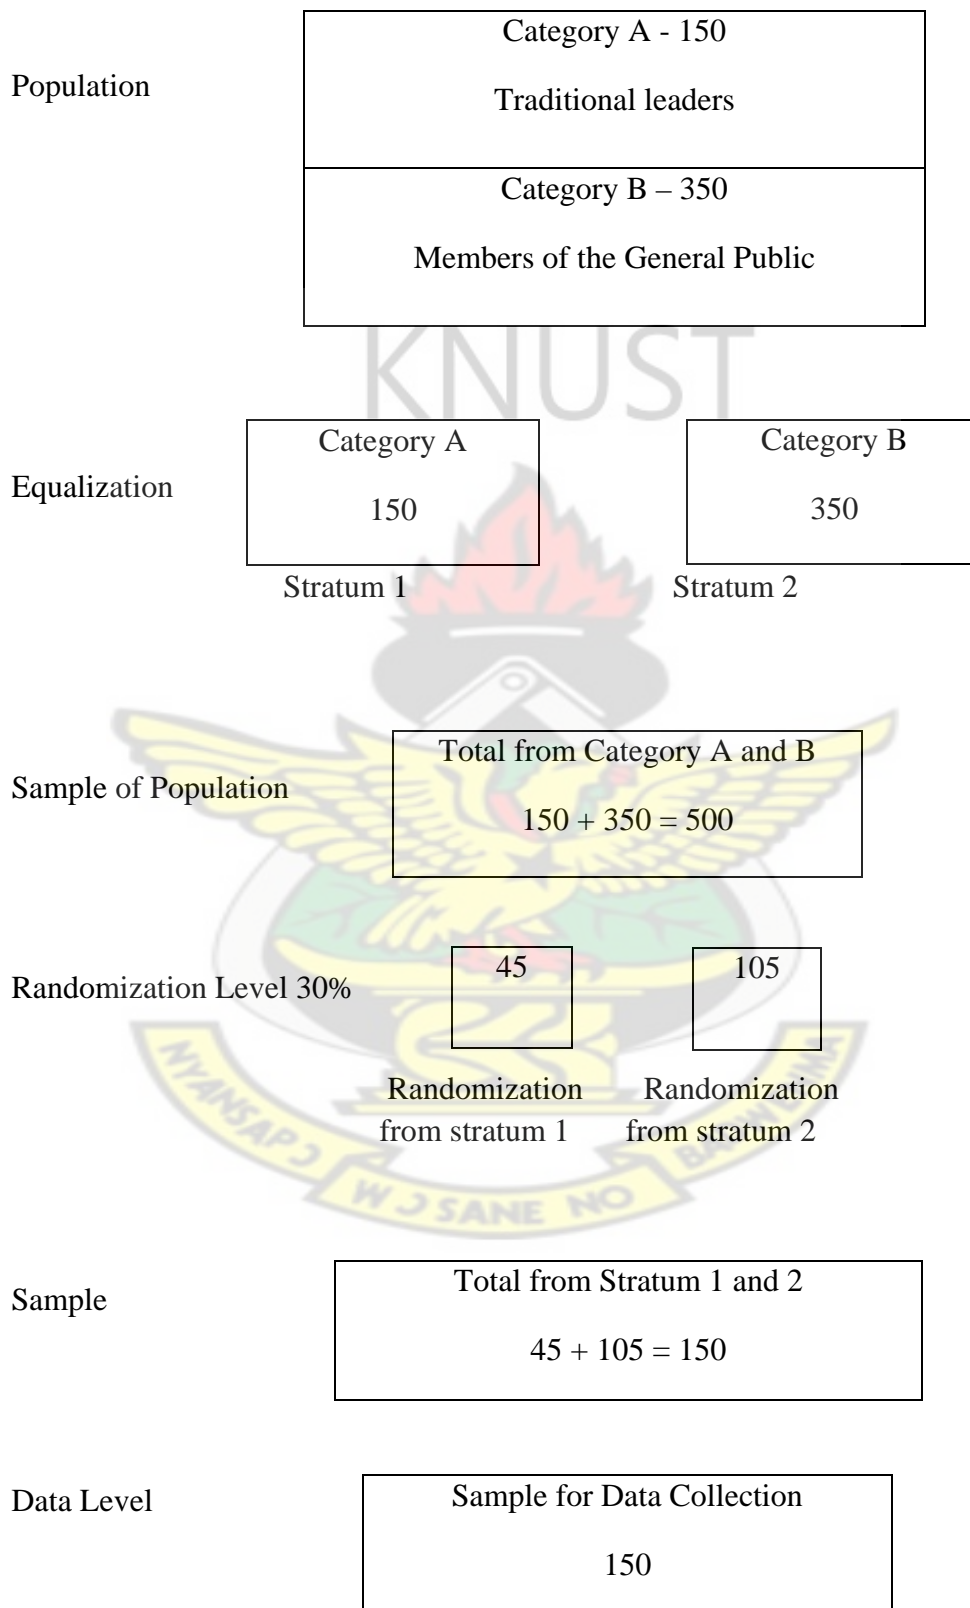 Category A - 150
Population
Traditional leaders
Category B – 350
Members of the General Public
KNUST
Category A
Category B
Equalization
150
350
Stratum 1
Stratum 2
Total from Category A and B
Sample of Population
150 + 350 = 500
45
105
Randomization Level 30%
Randomization
Randomization
from stratum 1
from stratum 2
NYANSAPƆ
WƆSANE NO
Total from Stratum 1 and 2
Sample
45 + 105 = 150
Sample for Data Collection
Data Level
150